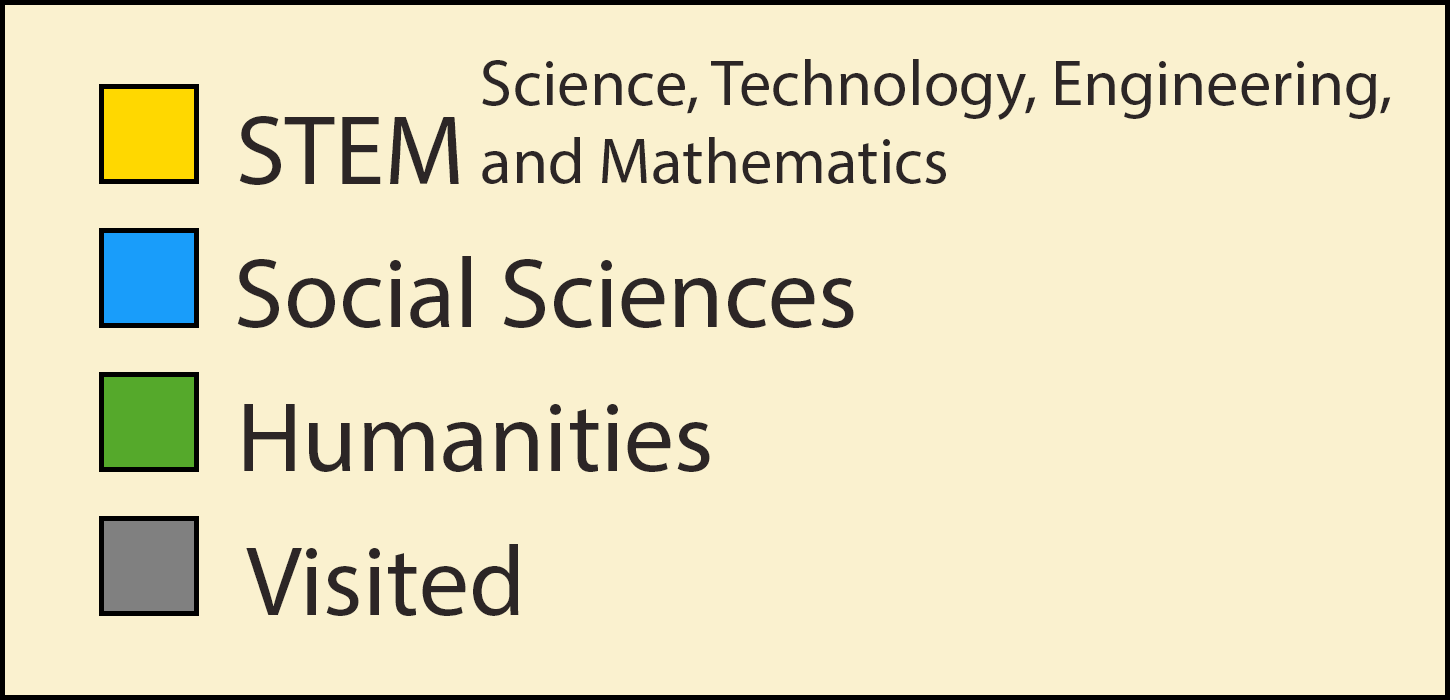 STEM Science, Technology, Engineering,
and Mathematics
Social Sciences
Humanities
Visited